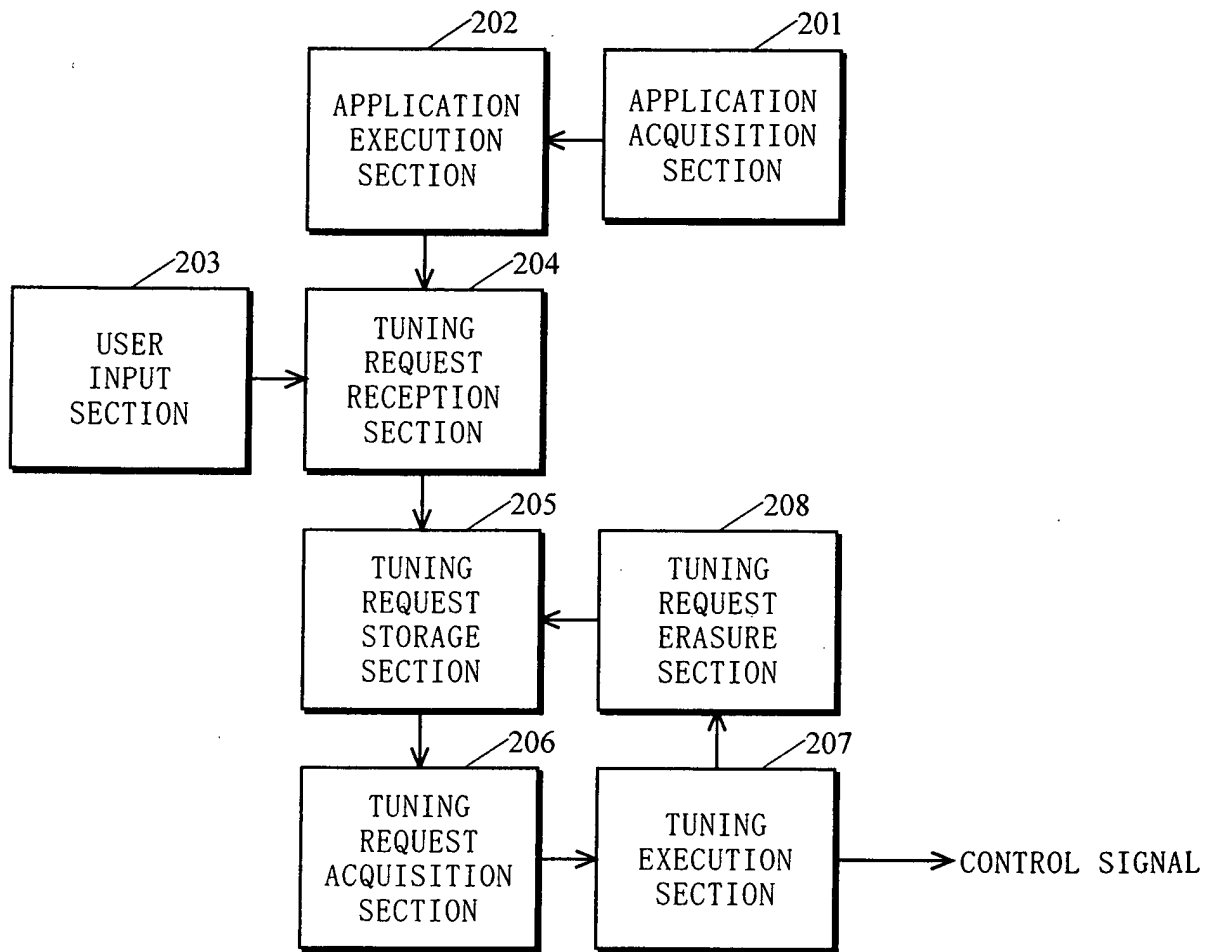 202
APPLICATION
EXECUTION
SECTION
201
APPLICATION
ACQUISITION
SECTION
203
USER
INPUT
SECTION
204
TUNING
REQUEST
RECEPTION
SECTION
205
TUNING
REQUEST
STORAGE
SECTION
208
TUNING
REQUEST
ERASURE
SECTION
206
TUNING
REQUEST
ACQUISITION
SECTION
207
TUNING
EXECUTION
SECTION
CONTROL SIGNAL